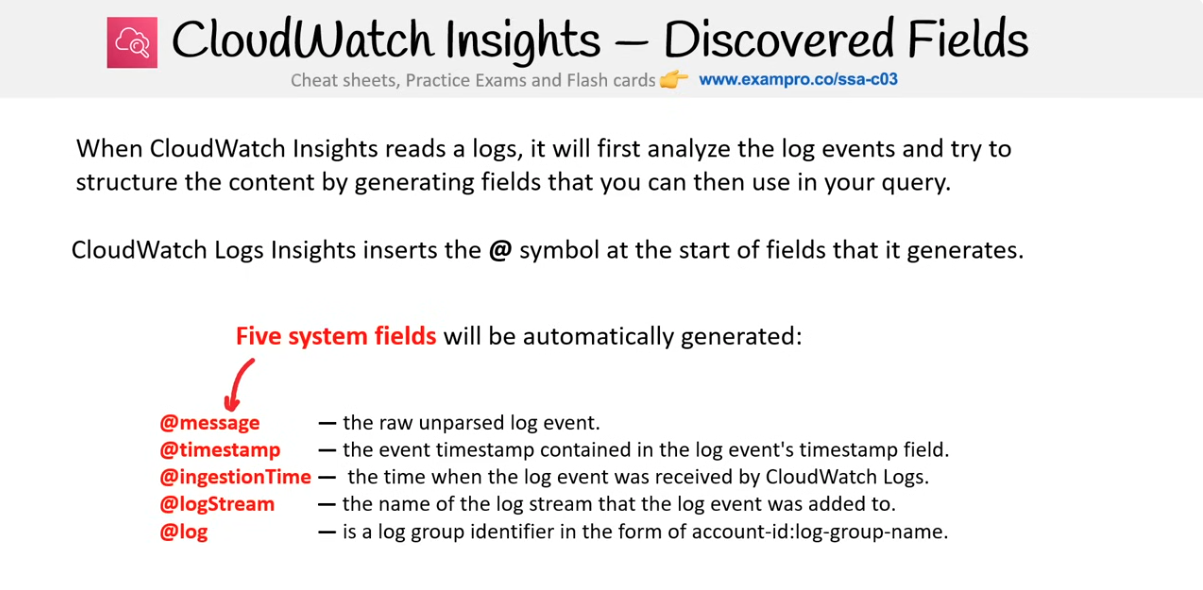 CloudWatch Insights – Discovered Fields
Cheat sheets, Practice Exams and Flash cards 👉 www.exampro.co/ssa-c03
When CloudWatch Insights reads a logs, it will first analyze the log events and try to
structure the content by generating fields that you can then use in your query.
CloudWatch Logs Insights inserts the @ symbol at the start of fields that it generates.
Five system fields will be automatically generated:
@message — the raw unparsed log event.
@timestamp — the event timestamp contained in the log event's timestamp field.
@ingestionTime — the time when the log event was received by CloudWatch Logs.
@logStream — the name of the log stream that the log event was added to.
@log — is a log group identifier in the form of account-id:log-group-name.